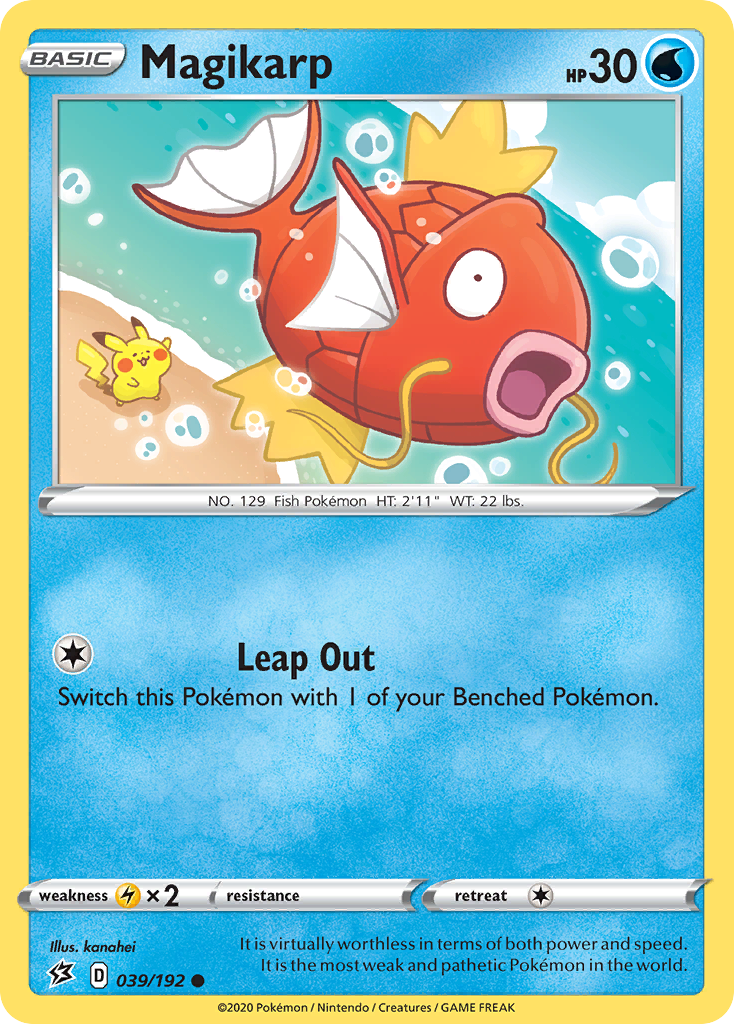 BASIC Magikarp HP 30
NO. 129 Fish Pokémon HT: 2'11" WT: 22 lbs.
Leap Out
Switch this Pokémon with 1 of your Benched Pokémon.
weakness ×2 resistance retreat
Illus. kanahei
It is virtually worthless in terms of both power and speed.
It is the most weak and pathetic Pokémon in the world.
D 039/192
©2020 Pokémon / Nintendo / Creatures / GAME FREAK